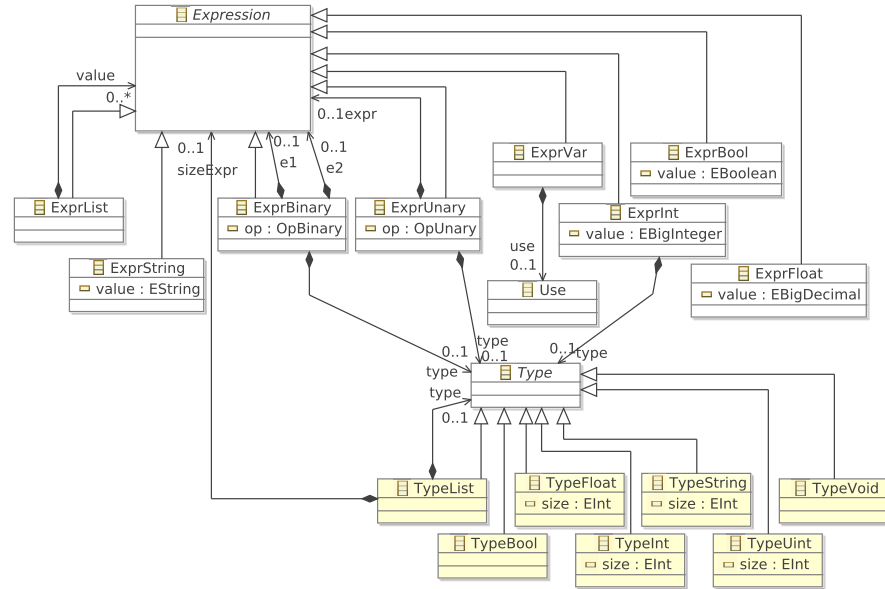 Expression
value
0..*
0..1expr
0..1
sizeExpr
0..1
e1
0..1
e2
ExprVar
ExprBool
value : EBoolean
ExprList
ExprBinary
op : OpBinary
ExprUnary
op : OpUnary
ExprInt
value : EBigInteger
use
0..1
ExprString
value : EString
ExprFloat
value : EBigDecimal
Use
0..1
type
type
0..1
0..1
type
Type
type
0..1
TypeList
TypeFloat
size : EInt
TypeString
size : EInt
TypeVoid
TypeBool
TypeInt
size : EInt
TypeUint
size : EInt